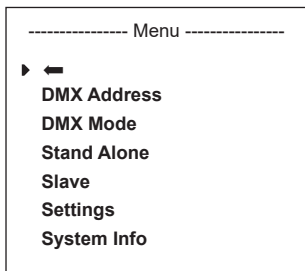 ---------------- Menu ----------------
DMX Address
DMX Mode
Stand Alone
Slave
Settings
System Info